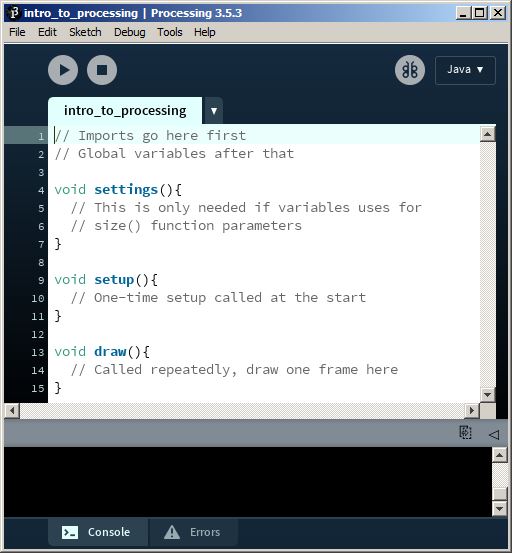 intro_to_processing | Processing 3.5.3
File Edit Sketch Debug Tools Help
Java ▼
intro_to_processing ▼
1 // Imports go here first
2 // Global variables after that
3
4 void settings(){
5   // This is only needed if variables uses for
6   // size() function parameters
7 }
8
9 void setup(){
10   // One-time setup called at the start
11 }
12
13 void draw(){
14   // Called repeatedly, draw one frame here
15 }
Console Errors